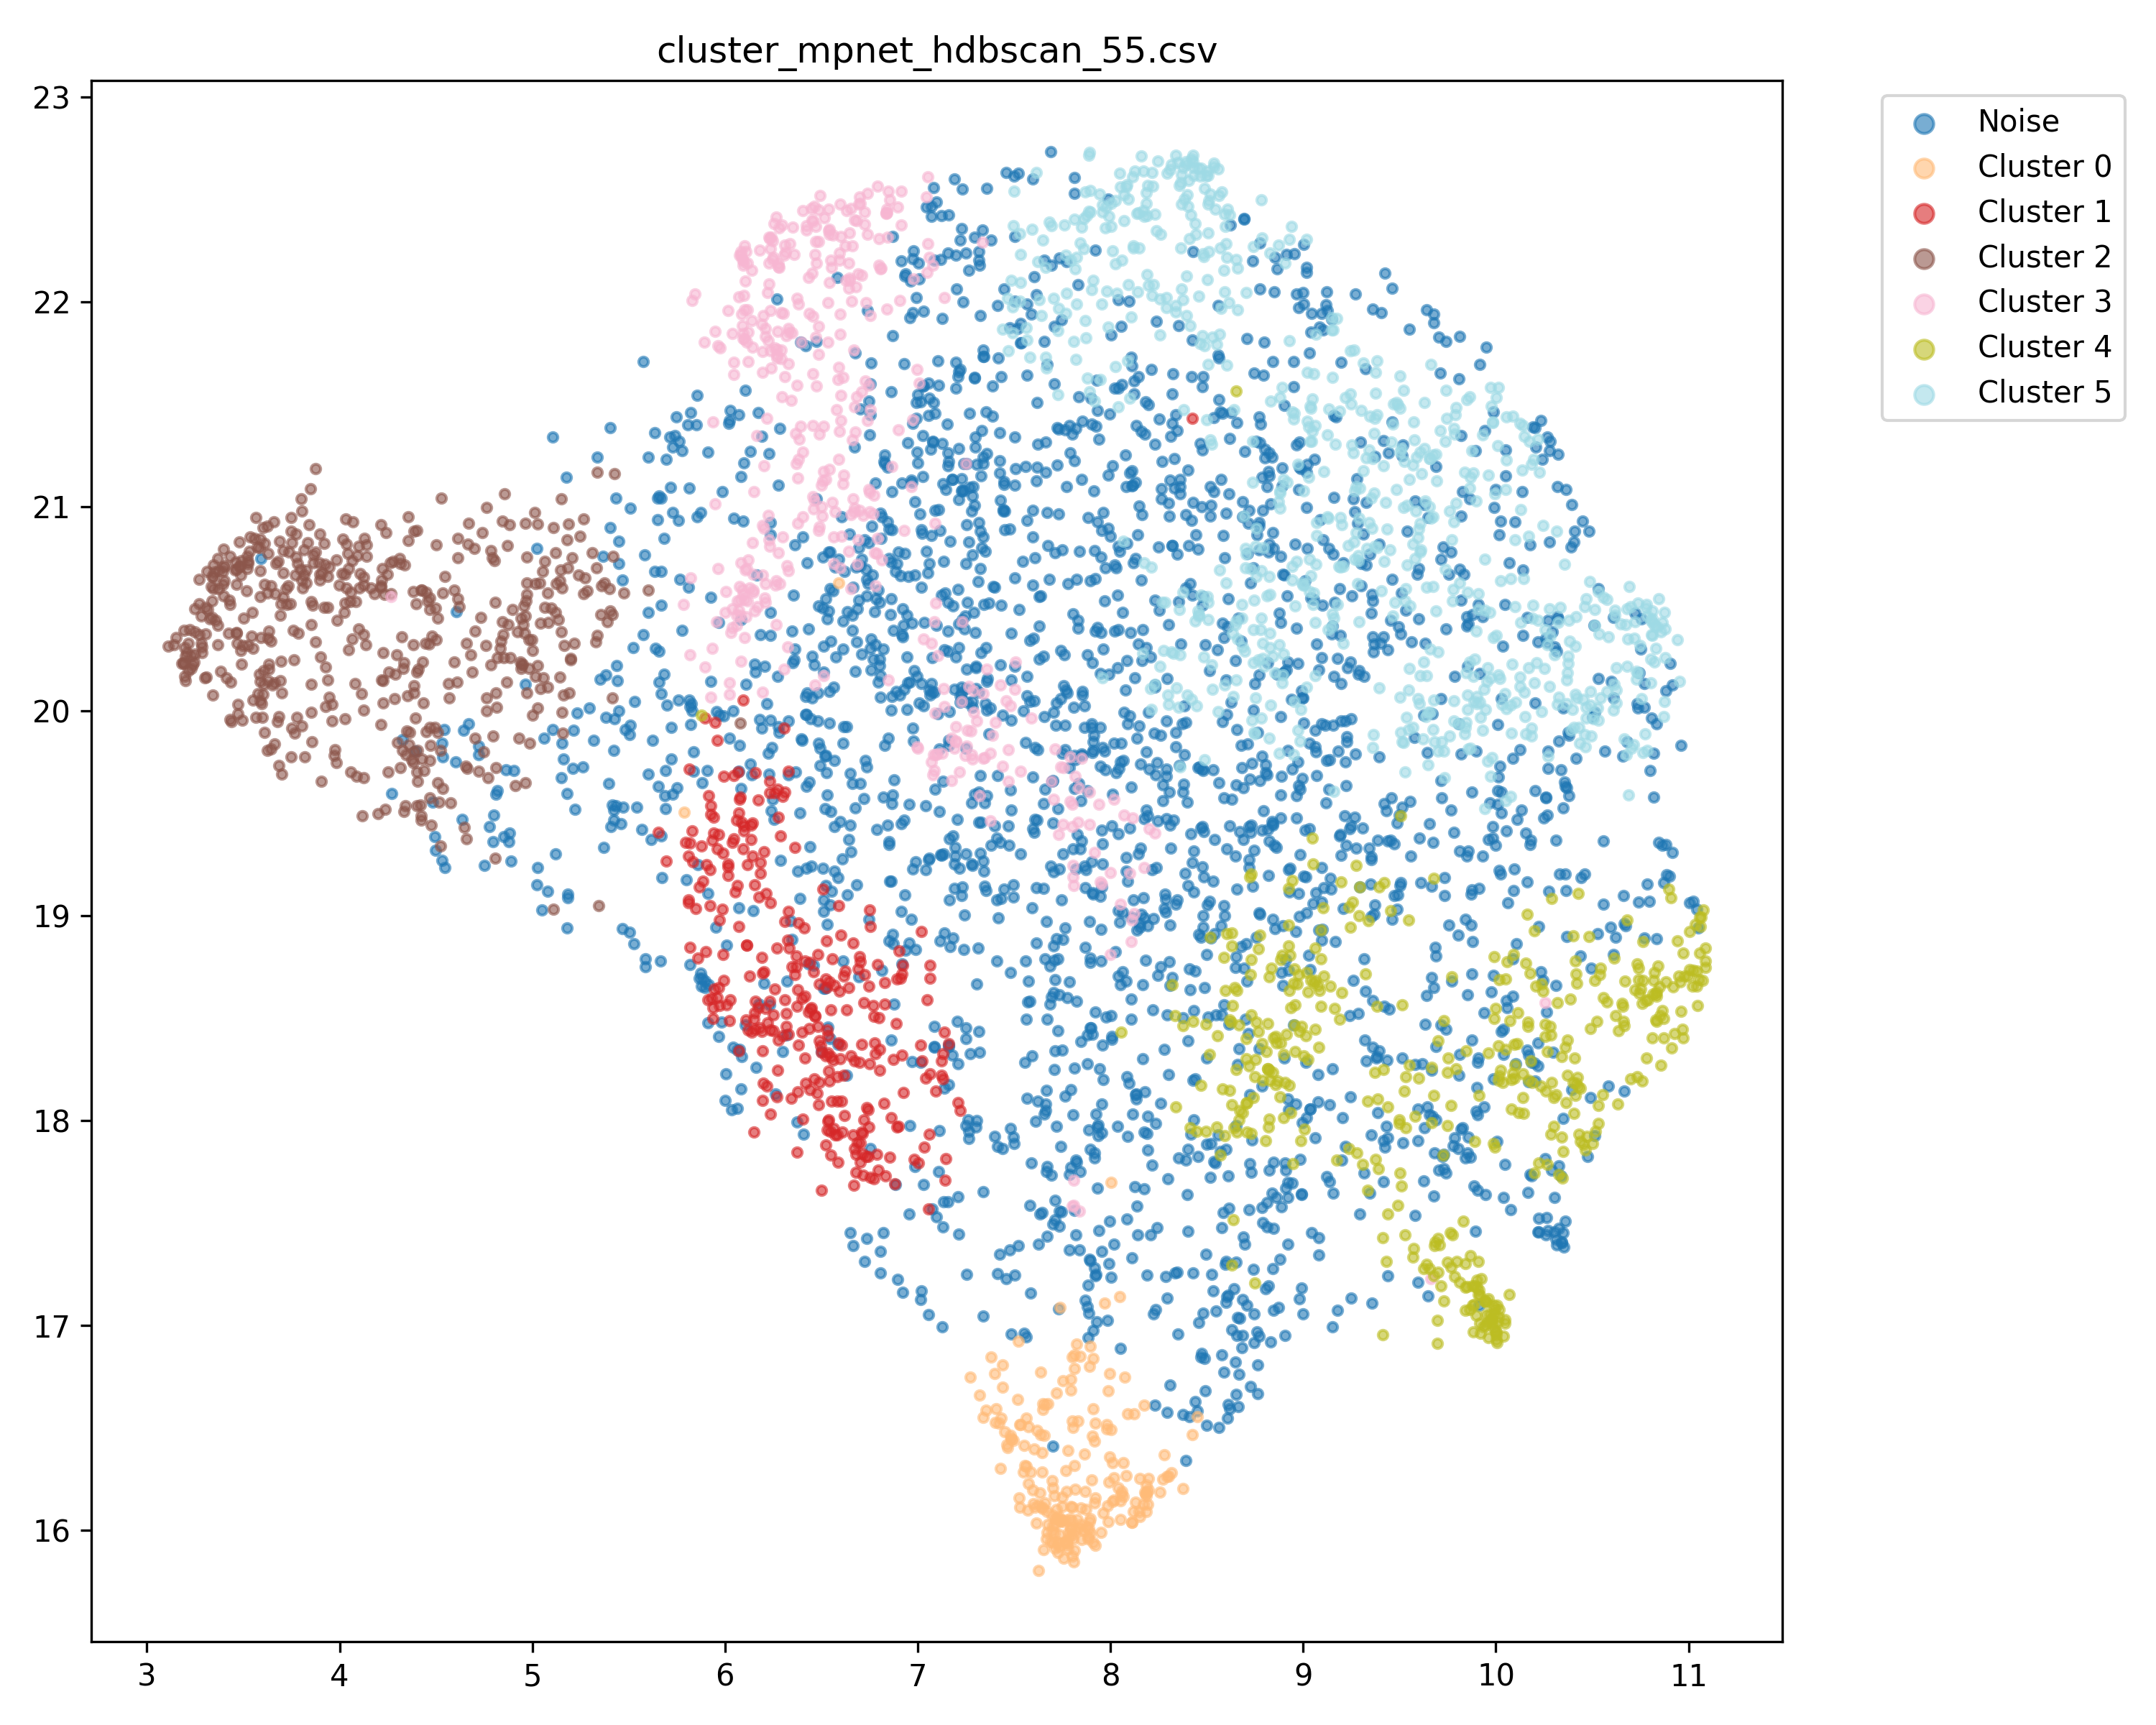 cluster_mpnet_hdbscan_55.csv
23
22
21
20
19
18
17
16
3 4 5 6 7 8 9 10 11
Noise
Cluster 0
Cluster 1
Cluster 2
Cluster 3
Cluster 4
Cluster 5